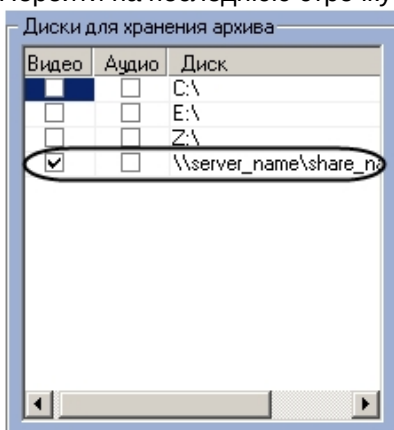 Диски для хранения архива
Видео Аудио Диск
C:\
E:\
Z:\
\\server_name\share_na